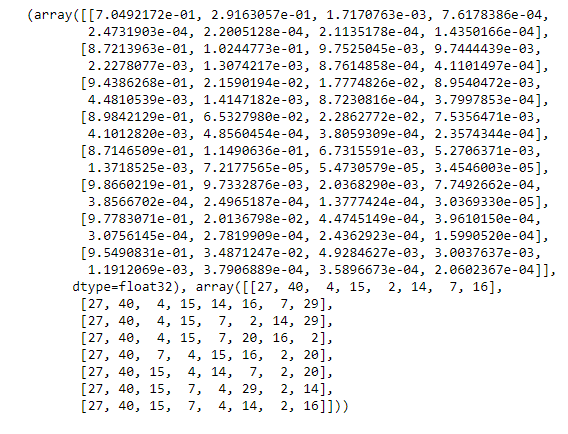 (array([[7.0492172e-01, 2.9163057e-01, 1.7170763e-03, 7.6178386e-04,
2.4731903e-04, 2.2005128e-04, 2.1135178e-04, 1.4350166e-04],
[8.7213963e-01, 1.0244773e-01, 9.7525045e-03, 9.7444439e-03,
2.2278077e-03, 1.3074217e-03, 8.7614858e-04, 4.1101497e-04],
[9.4386268e-01, 2.1590194e-02, 1.7774826e-02, 8.9540472e-03,
4.4810539e-03, 1.4147182e-03, 8.7230816e-04, 3.7997853e-04],
[8.9842129e-01, 6.5327980e-02, 2.2862772e-02, 7.5356471e-03,
4.1012820e-03, 4.8560454e-04, 3.8059309e-04, 2.3574344e-04],
[8.7146509e-01, 1.1490636e-01, 6.7315591e-03, 5.2706371e-03,
1.3718525e-03, 7.2177565e-05, 5.4730579e-05, 3.4546003e-05],
[9.8660219e-01, 9.7332876e-03, 2.0368290e-03, 7.7492662e-04,
3.8566702e-04, 2.4965187e-04, 1.3777424e-04, 3.0369330e-05],
[9.7783071e-01, 2.0136798e-02, 4.4745149e-04, 3.9610150e-04,
3.0756145e-04, 2.7819909e-04, 2.4362923e-04, 1.5990520e-04],
[9.5490831e-01, 3.4871247e-02, 4.9284627e-03, 3.0037637e-03,
1.1912069e-03, 3.7906889e-04, 3.5896673e-04, 2.0602367e-04]],
dtype=float32), array([[27, 40,  4, 15,  2, 14,  7, 16],
[27, 40,  4, 15, 14, 16,  7, 29],
[27, 40,  4, 15,  7,  2, 14, 29],
[27, 40,  4, 15,  7, 20, 16,  2],
[27, 40,  7,  4, 15, 16,  2, 20],
[27, 40, 15,  4, 14,  7,  2, 20],
[27, 40, 15,  7,  4, 29,  2, 14],
[27, 40, 15,  7,  4, 14,  2, 16]]))